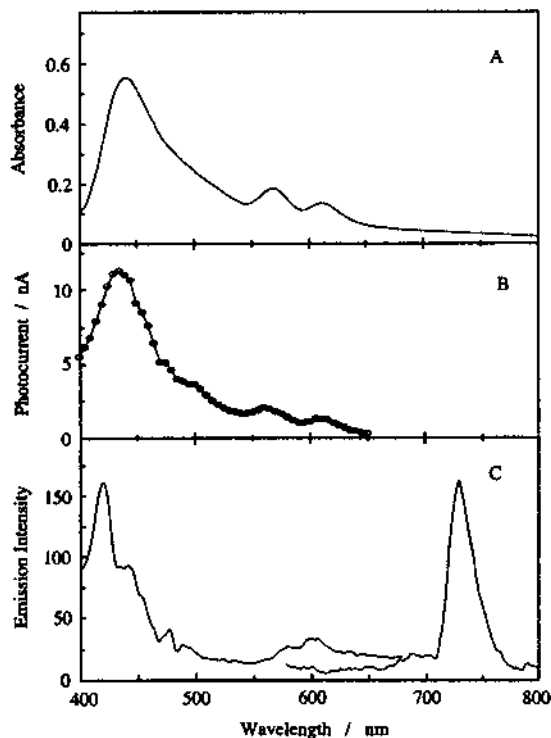 A
0.6
0.4
0.2
0
Absorbance
B
10
5
0
Photocurrent / nA
C
150
100
50
0
Emission Intensity
400 500 600 700 800
Wavelength / nm